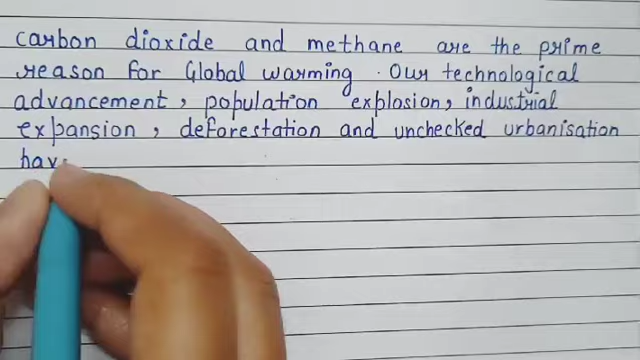 carbon dioxide and methane are the prime
reason for Global warming . Our technological
advancement, population explosion, industrial
expansion, deforestation and unchecked urbanisation
hav